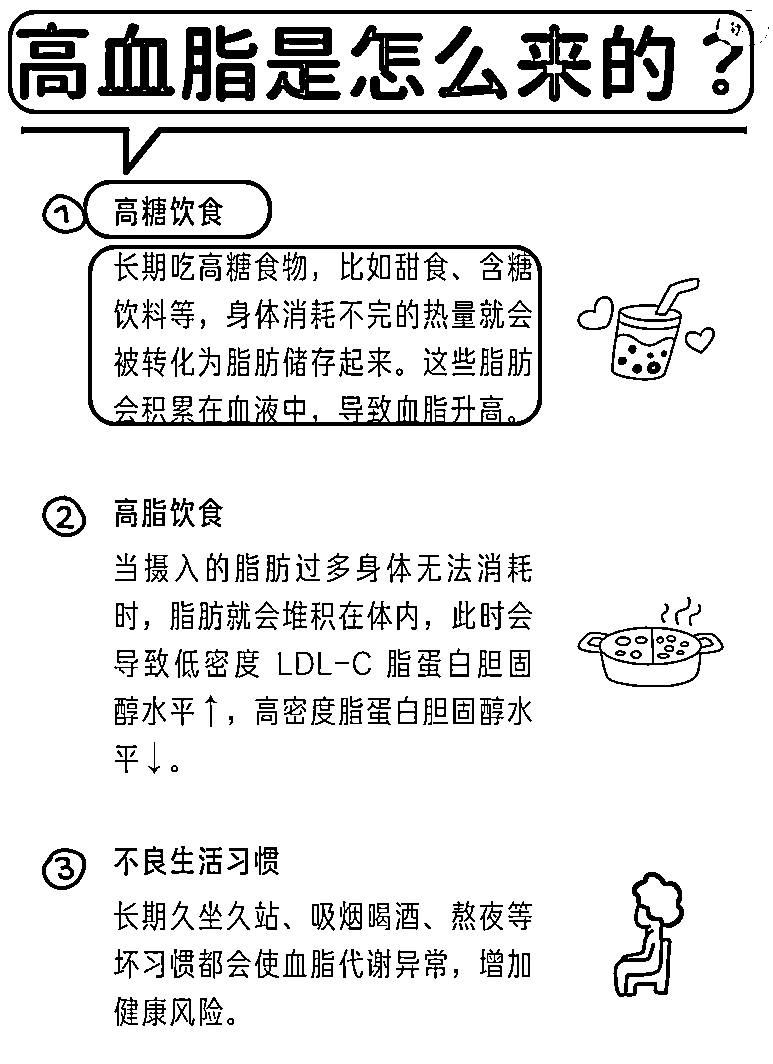 高血脂是怎么来的？
1 高糖饮食
长期吃高糖食物，比如甜食、含糖
饮料等，身体消耗不完的热量就会
被转化为脂肪储存起来。这些脂肪
会积累在血液中，导致血脂升高。
2 高脂饮食
当摄入的脂肪过多身体无法消耗
时，脂肪就会堆积在体内，此时会
导致低密度 LDL-C 脂蛋白胆固
醇水平↑，高密度脂蛋白胆固醇水
平↓。
3 不良生活习惯
长期久坐久站、吸烟喝酒、熬夜等
坏习惯都会使血脂代谢异常，增加
健康风险。